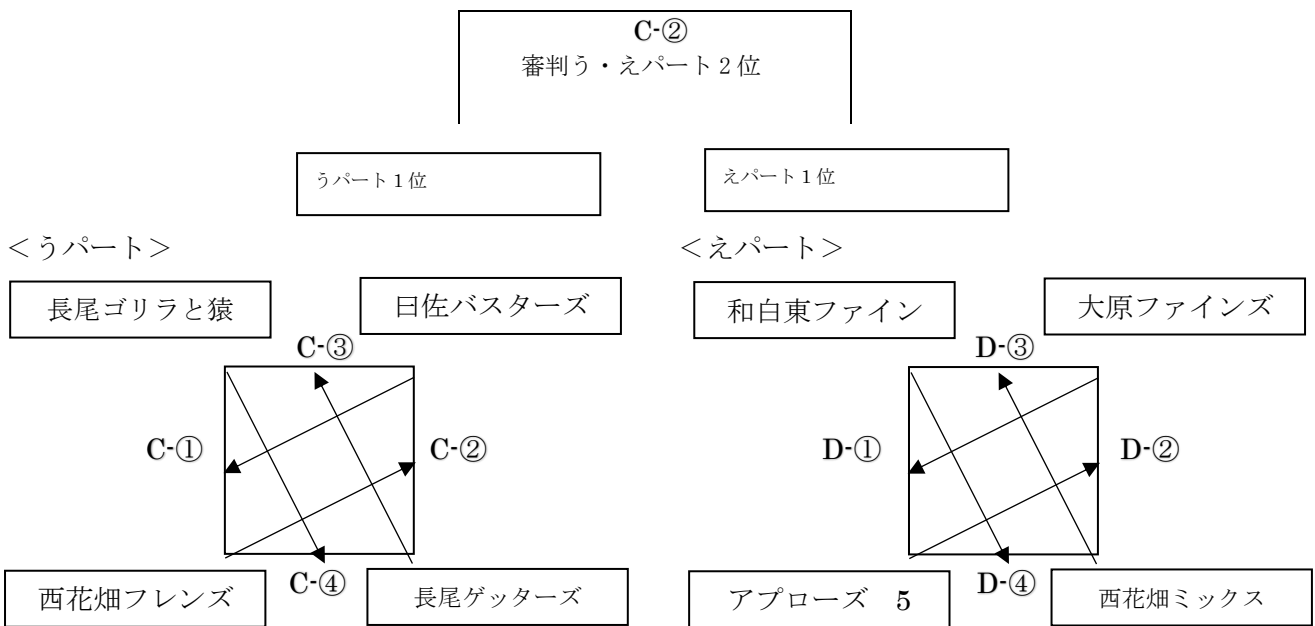 C-②
審判う・えパート２位
うパート１位
えパート１位
＜うパート＞
＜えパート＞
長尾ゴリラと猿
曰佐バスターズ
和白東ファイン
大原ファインズ
C-③
D-③
C-①
C-②
D-①
D-②
西花畑フレンズ
C-④
長尾ゲッターズ
アプローズ　5
D-④
西花畑ミックス